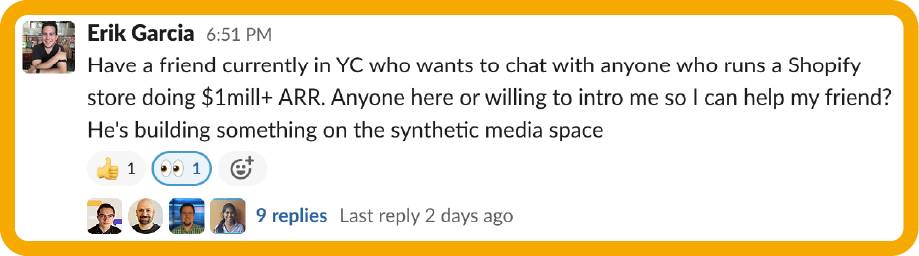 Erik Garcia 6:51 PM
Have a friend currently in YC who wants to chat with anyone who runs a Shopify
store doing $1mill+ ARR. Anyone here or willing to intro me so I can help my friend?
He's building something on the synthetic media space
👍 1 👀 1
9 replies Last reply 2 days ago